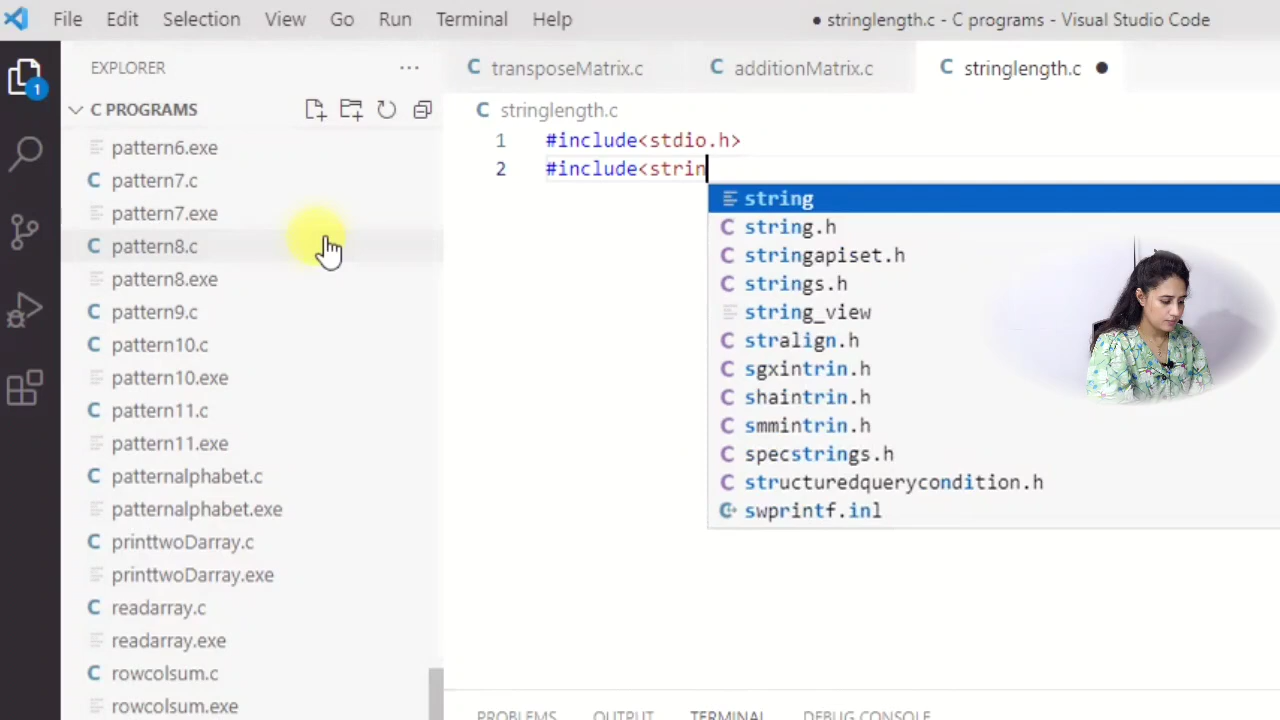 File Edit Selection View Go Run Terminal Help
● stringlength.c - C programs - Visual Studio Code
1
EXPLORER
...
C PROGRAMS
pattern6.exe
C pattern7.c
pattern7.exe
C pattern8.c
pattern8.exe
C pattern9.c
C pattern10.c
pattern10.exe
C pattern11.c
pattern11.exe
C patternalphabet.c
patternalphabet.exe
C printtwoDarray.c
printtwoDarray.exe
C readarray.c
readarray.exe
C rowcolsum.c
rowcolsum.exe
C transposeMatrix.c C additionMatrix.c C stringlength.c ●
C stringlength.c
1 #include<stdio.h>
2 #include<strin
string
C string.h
C stringapiset.h
C strings.h
string_view
C stralign.h
C sgxintrin.h
C shaintrin.h
C smmintrin.h
C specstrings.h
C structuredquerycondition.h
C swprintf.inl
PROBLEMS OUTPUT TERMINAL DEBUG CONSOLE